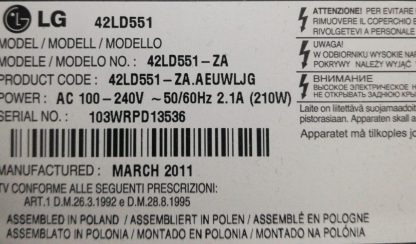 LG 42LD551
MODEL / MODELL / MODELLO
MODELE / MODELO NO. : 42LD551-ZA
PRODUCT CODE : 42LD551-ZA.AEUWLJG
POWER : AC 100-240V ~ 50/60Hz 2.1A (210W)
SERIAL NO. : 103WRPD13536
MANUFACTURED : MARCH 2011
TV CONFORME ALLE SEGUENTI PRESCRIZIONI:
ART.1 D.M.26.3.1992 e D.M.28.8.1995
ASSEMBLED IN POLAND / ASSEMBLIERT IN POLEN / ASSEMBLÉ EN POLOGNE
ASSEMBLATO IN POLONIA / MONTADO EN POLONIA / MONTADO NA POLÓNIA
ATTENZIONE! PER EVITARE
RIMUOVERE IL COPERCHIO
RIVOLGETEVI A PERSONALE
UWAGA!
W ODBIORNIKU WYSOKIE NAP
POKRYWY NALEŻY WYJĄĆ
ВНИМАНИЕ
ВЫСОКОЕ ЭЛЕКТРИЧЕСКОЕ Н
НЕ ОТКРЫВАТЬ ЗАДНЮЮ КРЫ
Laite on liitettävä suojamaadoit
pistorasiaan. Apparaten skall an
Apparatet må tilkoples jo